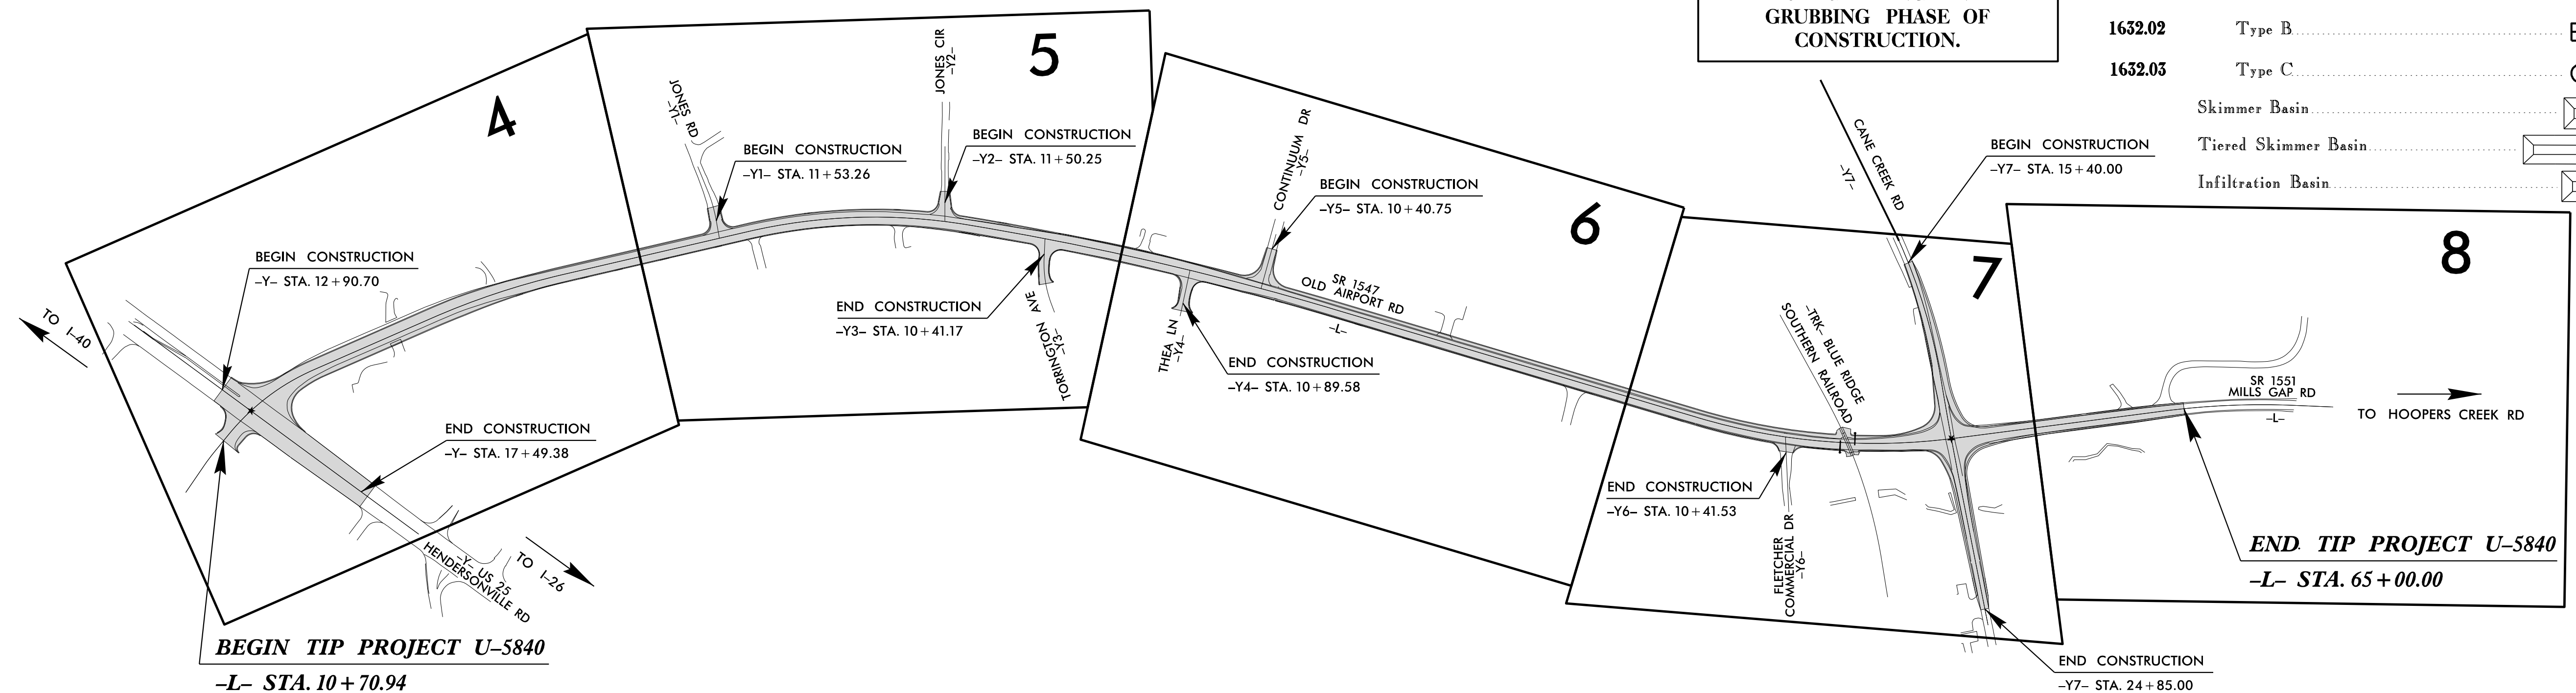 GRUBBING PHASE OF
CONSTRUCTION.
1632.02 Type B
1632.03 Type C
Skimmer Basin
Tiered Skimmer Basin
Infiltration Basin
4
5
6
7
8
JONES RD
-Y1-
JONES CIR
-Y2-
BEGIN CONSTRUCTION
-Y1- STA. 11+53.26
BEGIN CONSTRUCTION
-Y2- STA. 11+50.25
CONTINUUM DR
-Y5-
BEGIN CONSTRUCTION
-Y5- STA. 10+40.75
CANE CREEK RD
-Y7-
BEGIN CONSTRUCTION
-Y7- STA. 15+40.00
BEGIN CONSTRUCTION
-Y- STA. 12+90.70
TO I-40
END CONSTRUCTION
-Y3- STA. 10+41.17
TORRINGTON AVE
-Y3-
THEA LN
-Y4-
END CONSTRUCTION
-Y4- STA. 10+89.58
SR 1547
OLD AIRPORT RD
-L-
-TRK- BLUE RIDGE
SOUTHERN RAILROAD
SR 1551
MILLS GAP RD
-L-
TO HOOPERS CREEK RD
END CONSTRUCTION
-Y- STA. 17+49.38
-Y- US 25
HENDERSONVILLE RD
TO I-26
END CONSTRUCTION
-Y6- STA. 10+41.53
FLETCHER
COMMERCIAL DR
-Y6-
END TIP PROJECT U-5840
-L- STA. 65+00.00
BEGIN TIP PROJECT U-5840
-L- STA. 10+70.94
END CONSTRUCTION
-Y7- STA. 24+85.00